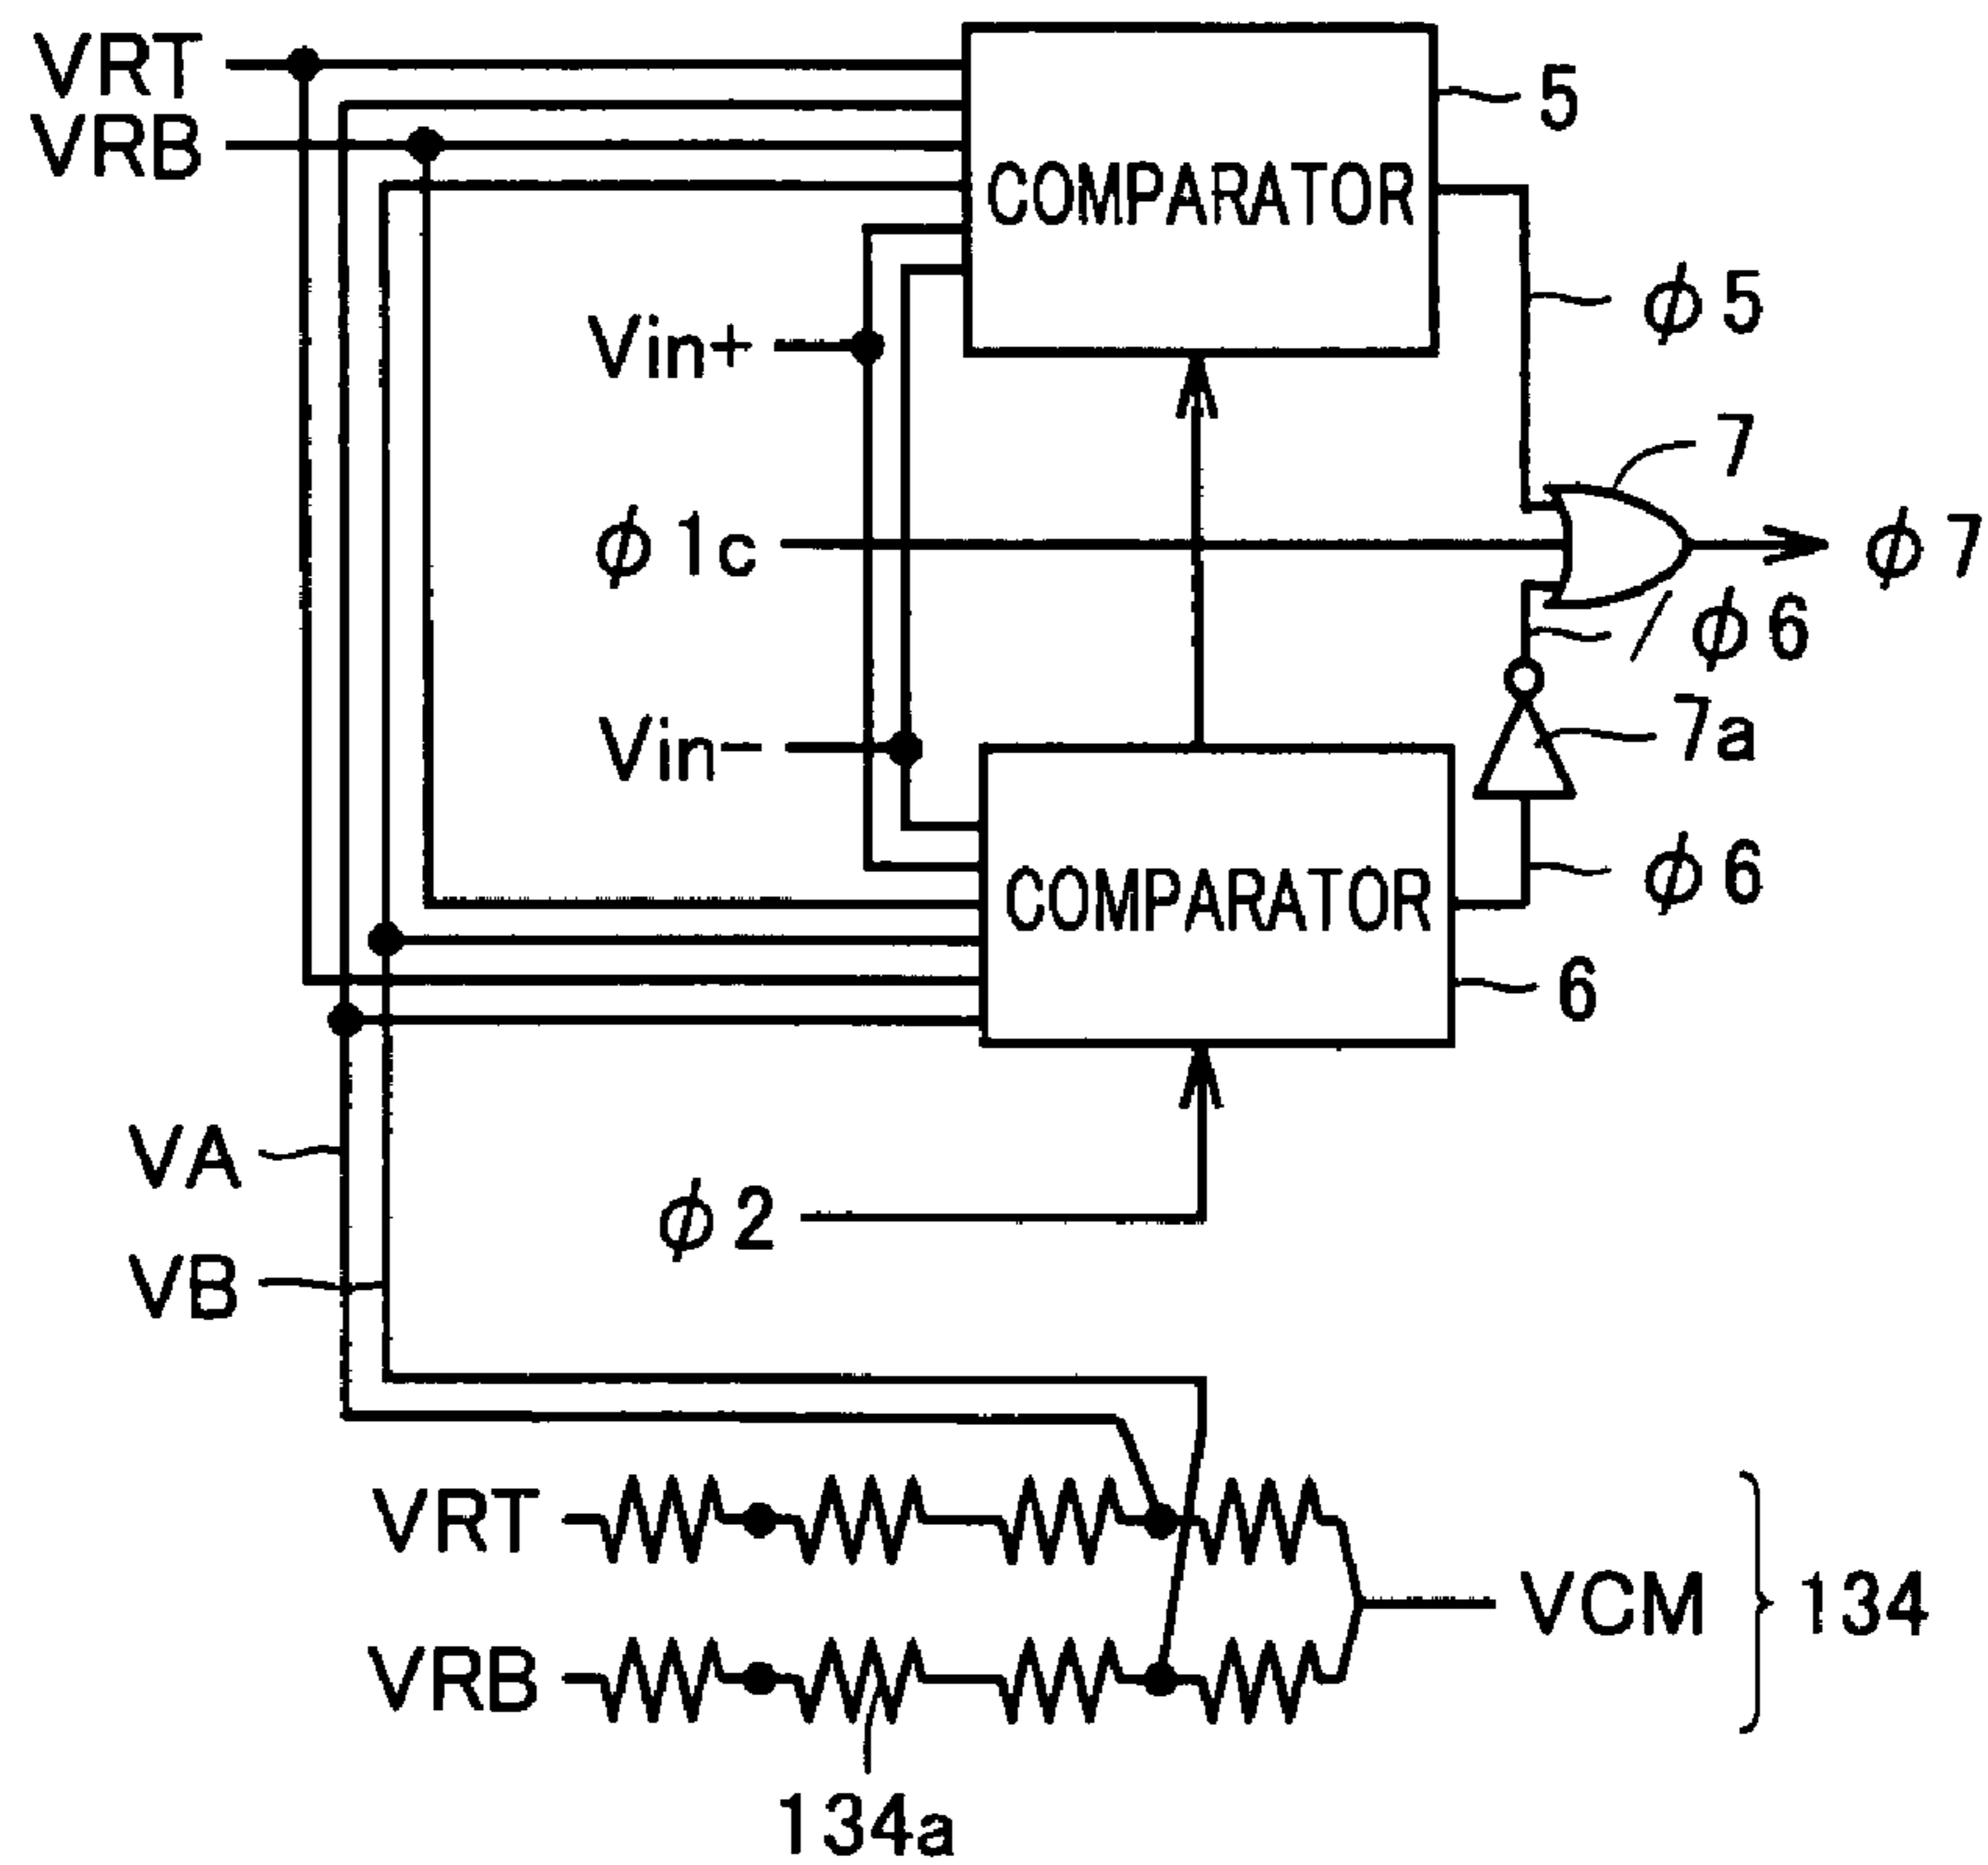 VRT
VRB
5
COMPARATOR
ϕ5
Vin+
7
ϕ1c
ϕ7
/ϕ6
7a
Vin−
COMPARATOR
ϕ6
6
VA
ϕ2
VB
VRT
VCM
134
VRB
134a